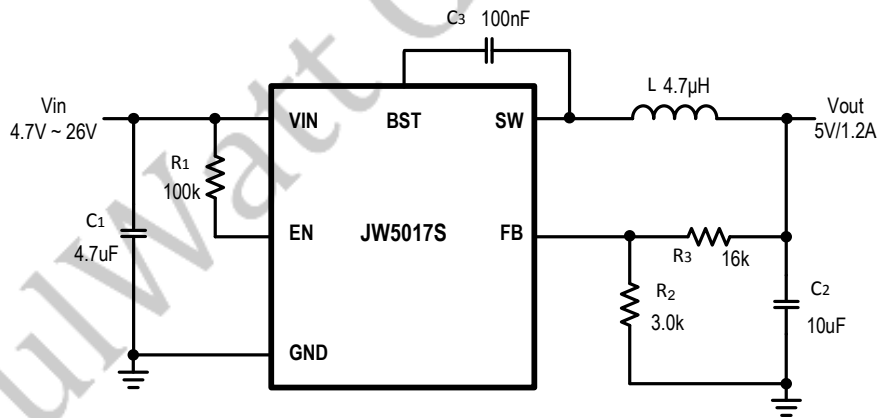 C3 100nF
L 4.7µH
Vin
4.7V ~ 26V
VIN
BST
SW
Vout
5V/1.2A
R1
100k
C1
4.7uF
EN
JW5017S
FB
R3 16k
R2
3.0k
C2
10uF
GND
ulWatt